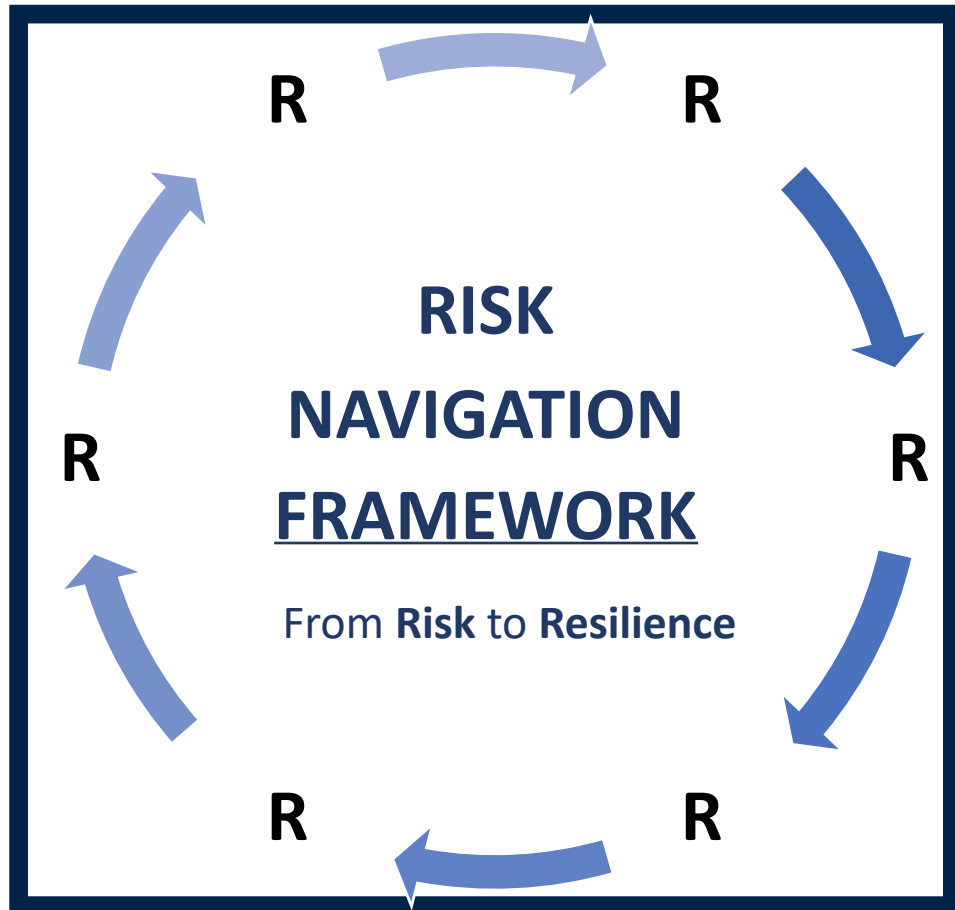 R R
RISK
NAVIGATION
FRAMEWORK
R R
From Risk to Resilience
R R